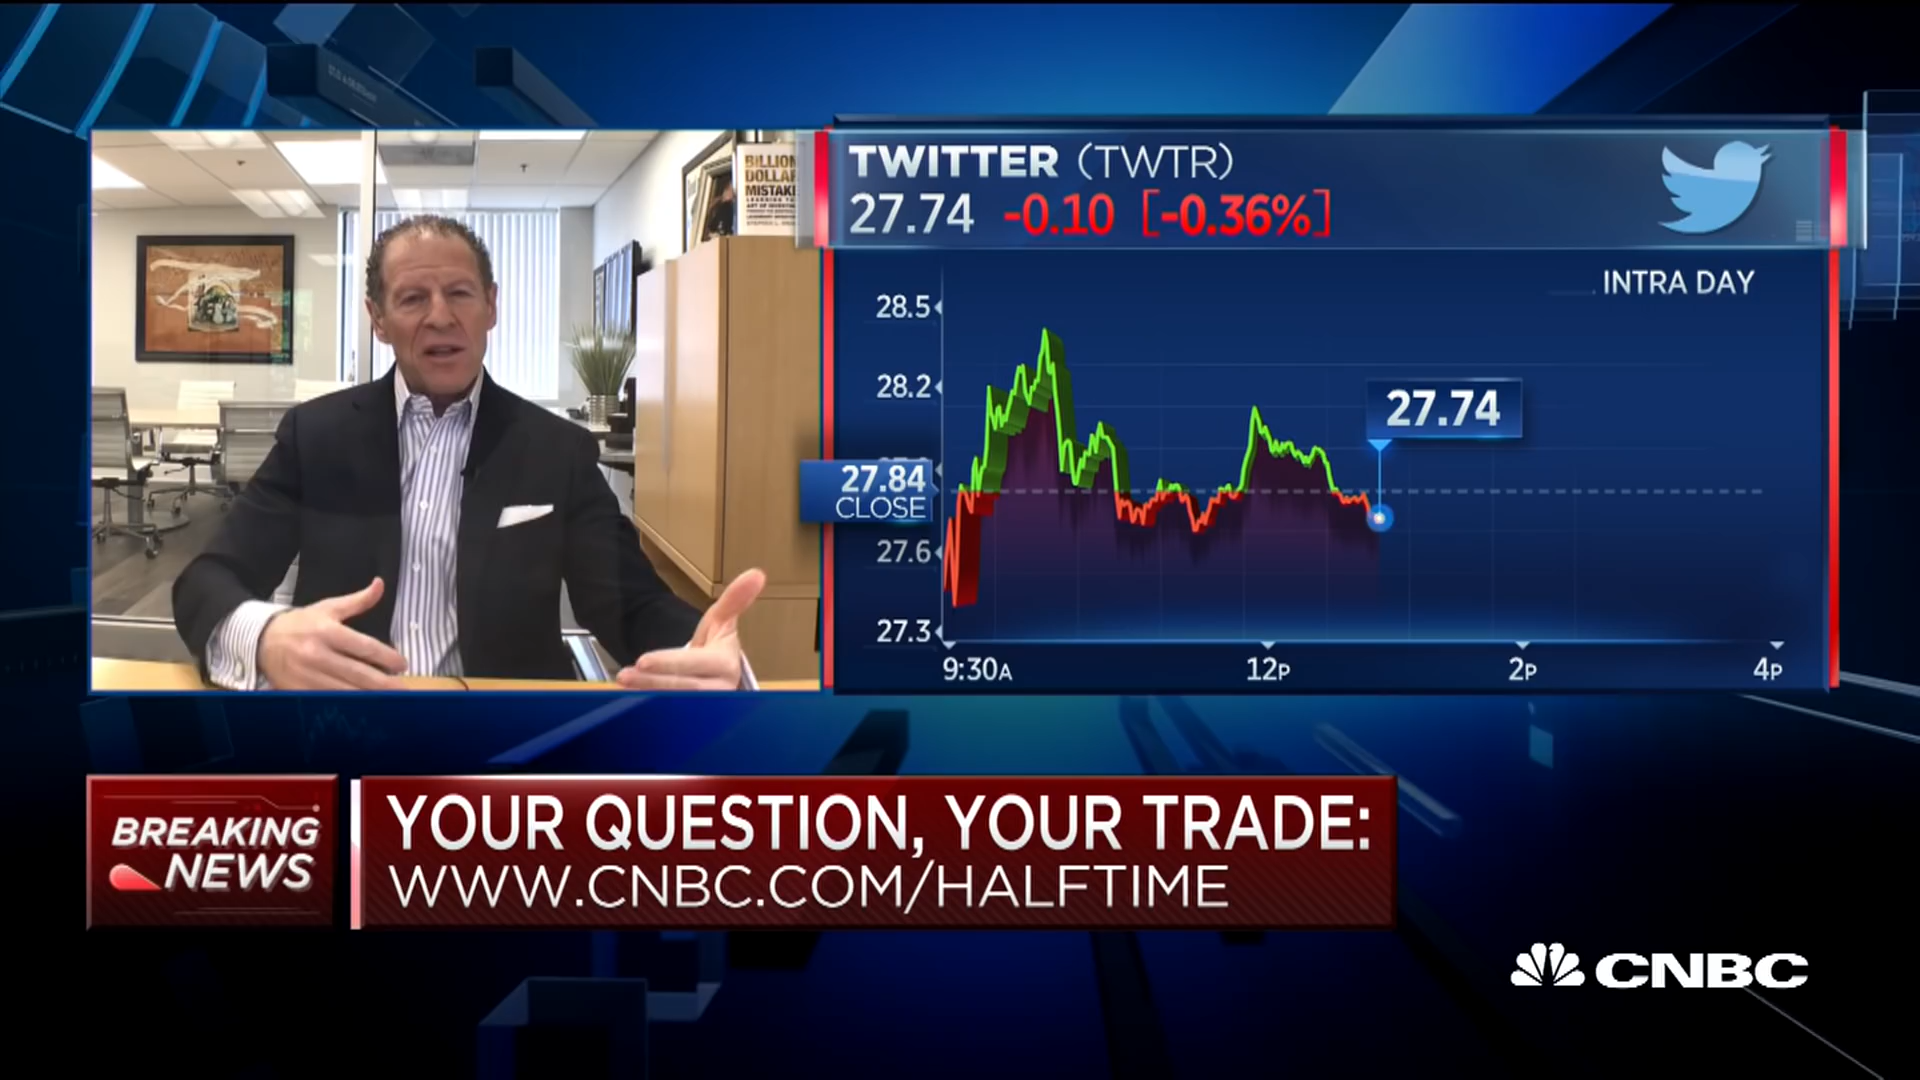 BILLION
DOLLAR
MISTAKE
TWITTER (TWTR)
27.74 -0.10 [-0.36%]
INTRA DAY
28.5
28.2
27.74
27.84
CLOSE
27.6
27.3
9:30A 12P 2P 4P
BREAKING
NEWS
YOUR QUESTION, YOUR TRADE:
WWW.CNBC.COM/HALFTIME
CNBC